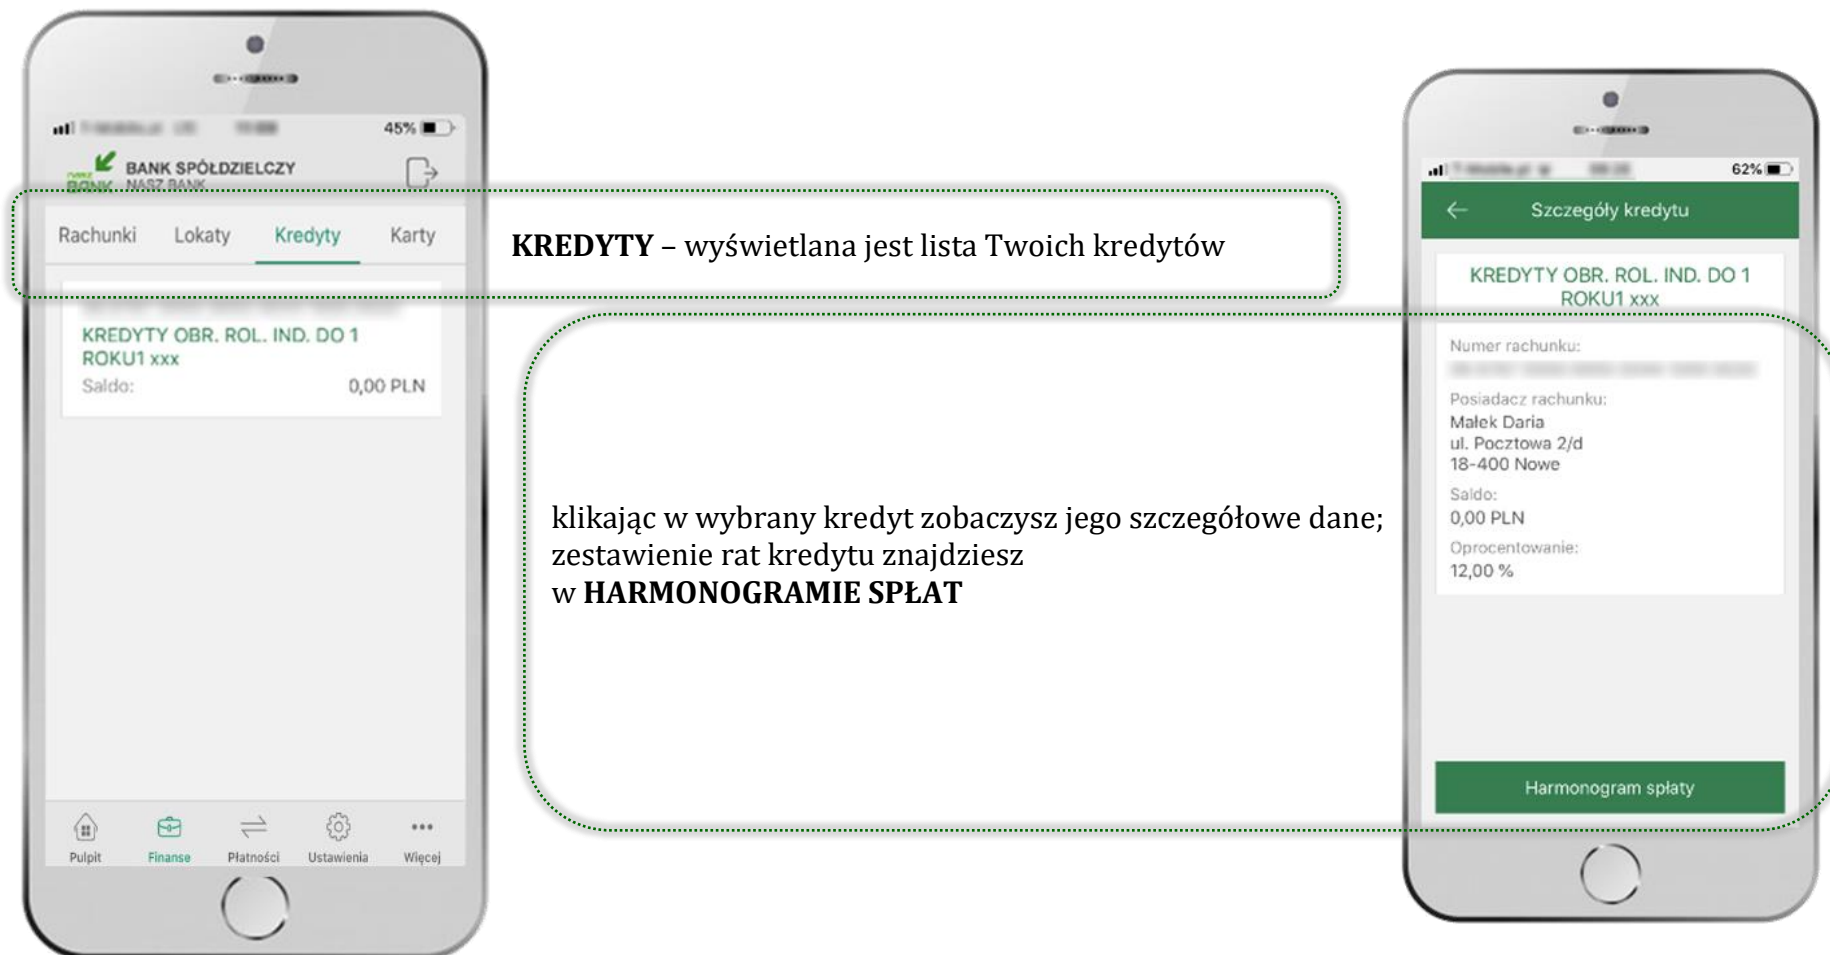 45%
nasz
BANK
BANK SPÓŁDZIELCZY
NASZ BANK
Rachunki Lokaty Kredyty Karty
KREDYTY OBR. ROL. IND. DO 1
ROKU1 xxx
Saldo: 0,00 PLN
Pulpit Finanse Płatności Ustawienia Więcej
KREDYTY – wyświetlana jest lista Twoich kredytów
klikając w wybrany kredyt zobaczysz jego szczegółowe dane;
zestawienie rat kredytu znajdziesz
w HARMONOGRAMIE SPŁAT
62%
Szczegóły kredytu
KREDYTY OBR. ROL. IND. DO 1
ROKU1 xxx
Numer rachunku:
Posiadacz rachunku:
Małek Daria
ul. Pocztowa 2/d
18-400 Nowe
Saldo:
0,00 PLN
Oprocentowanie:
12,00 %
Harmonogram spłaty